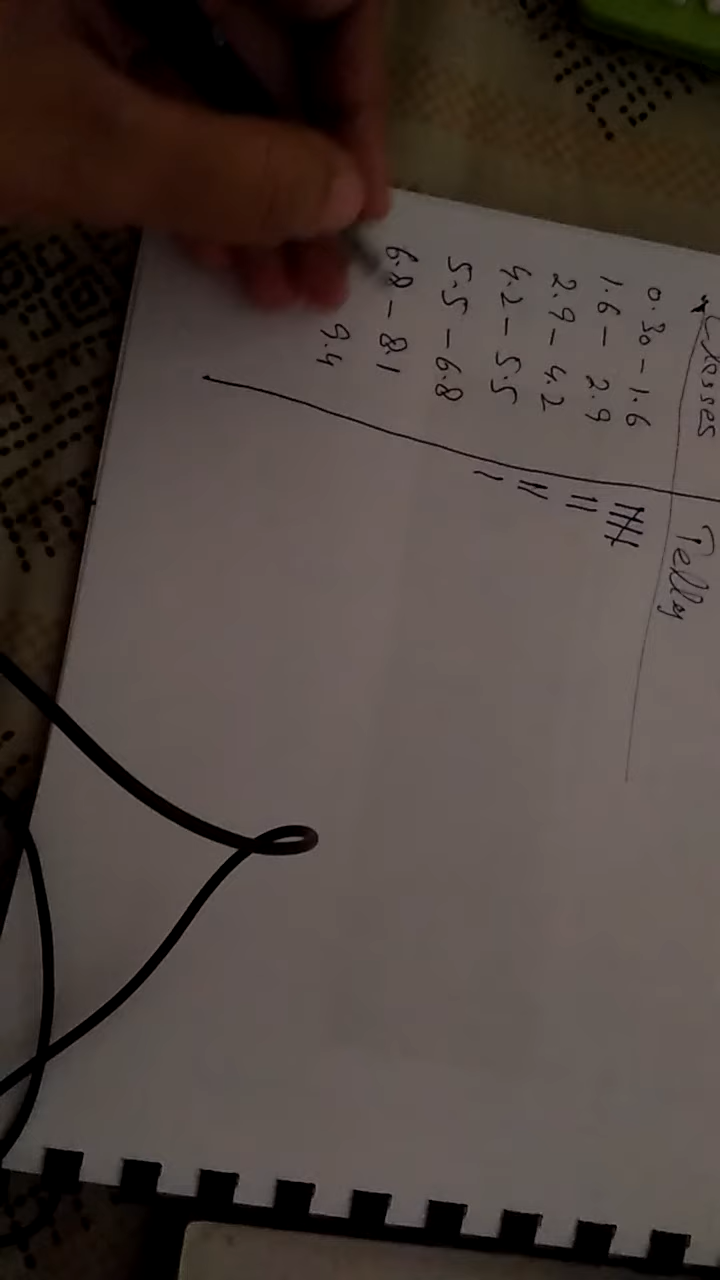 Classes Telly
0.30 - 1.6 ||||
1.6 - 2.9 ||
2.9 - 4.2 ||
4.2 - 5.5 |
5.5 - 6.8
6.8 - 8.1
9.4